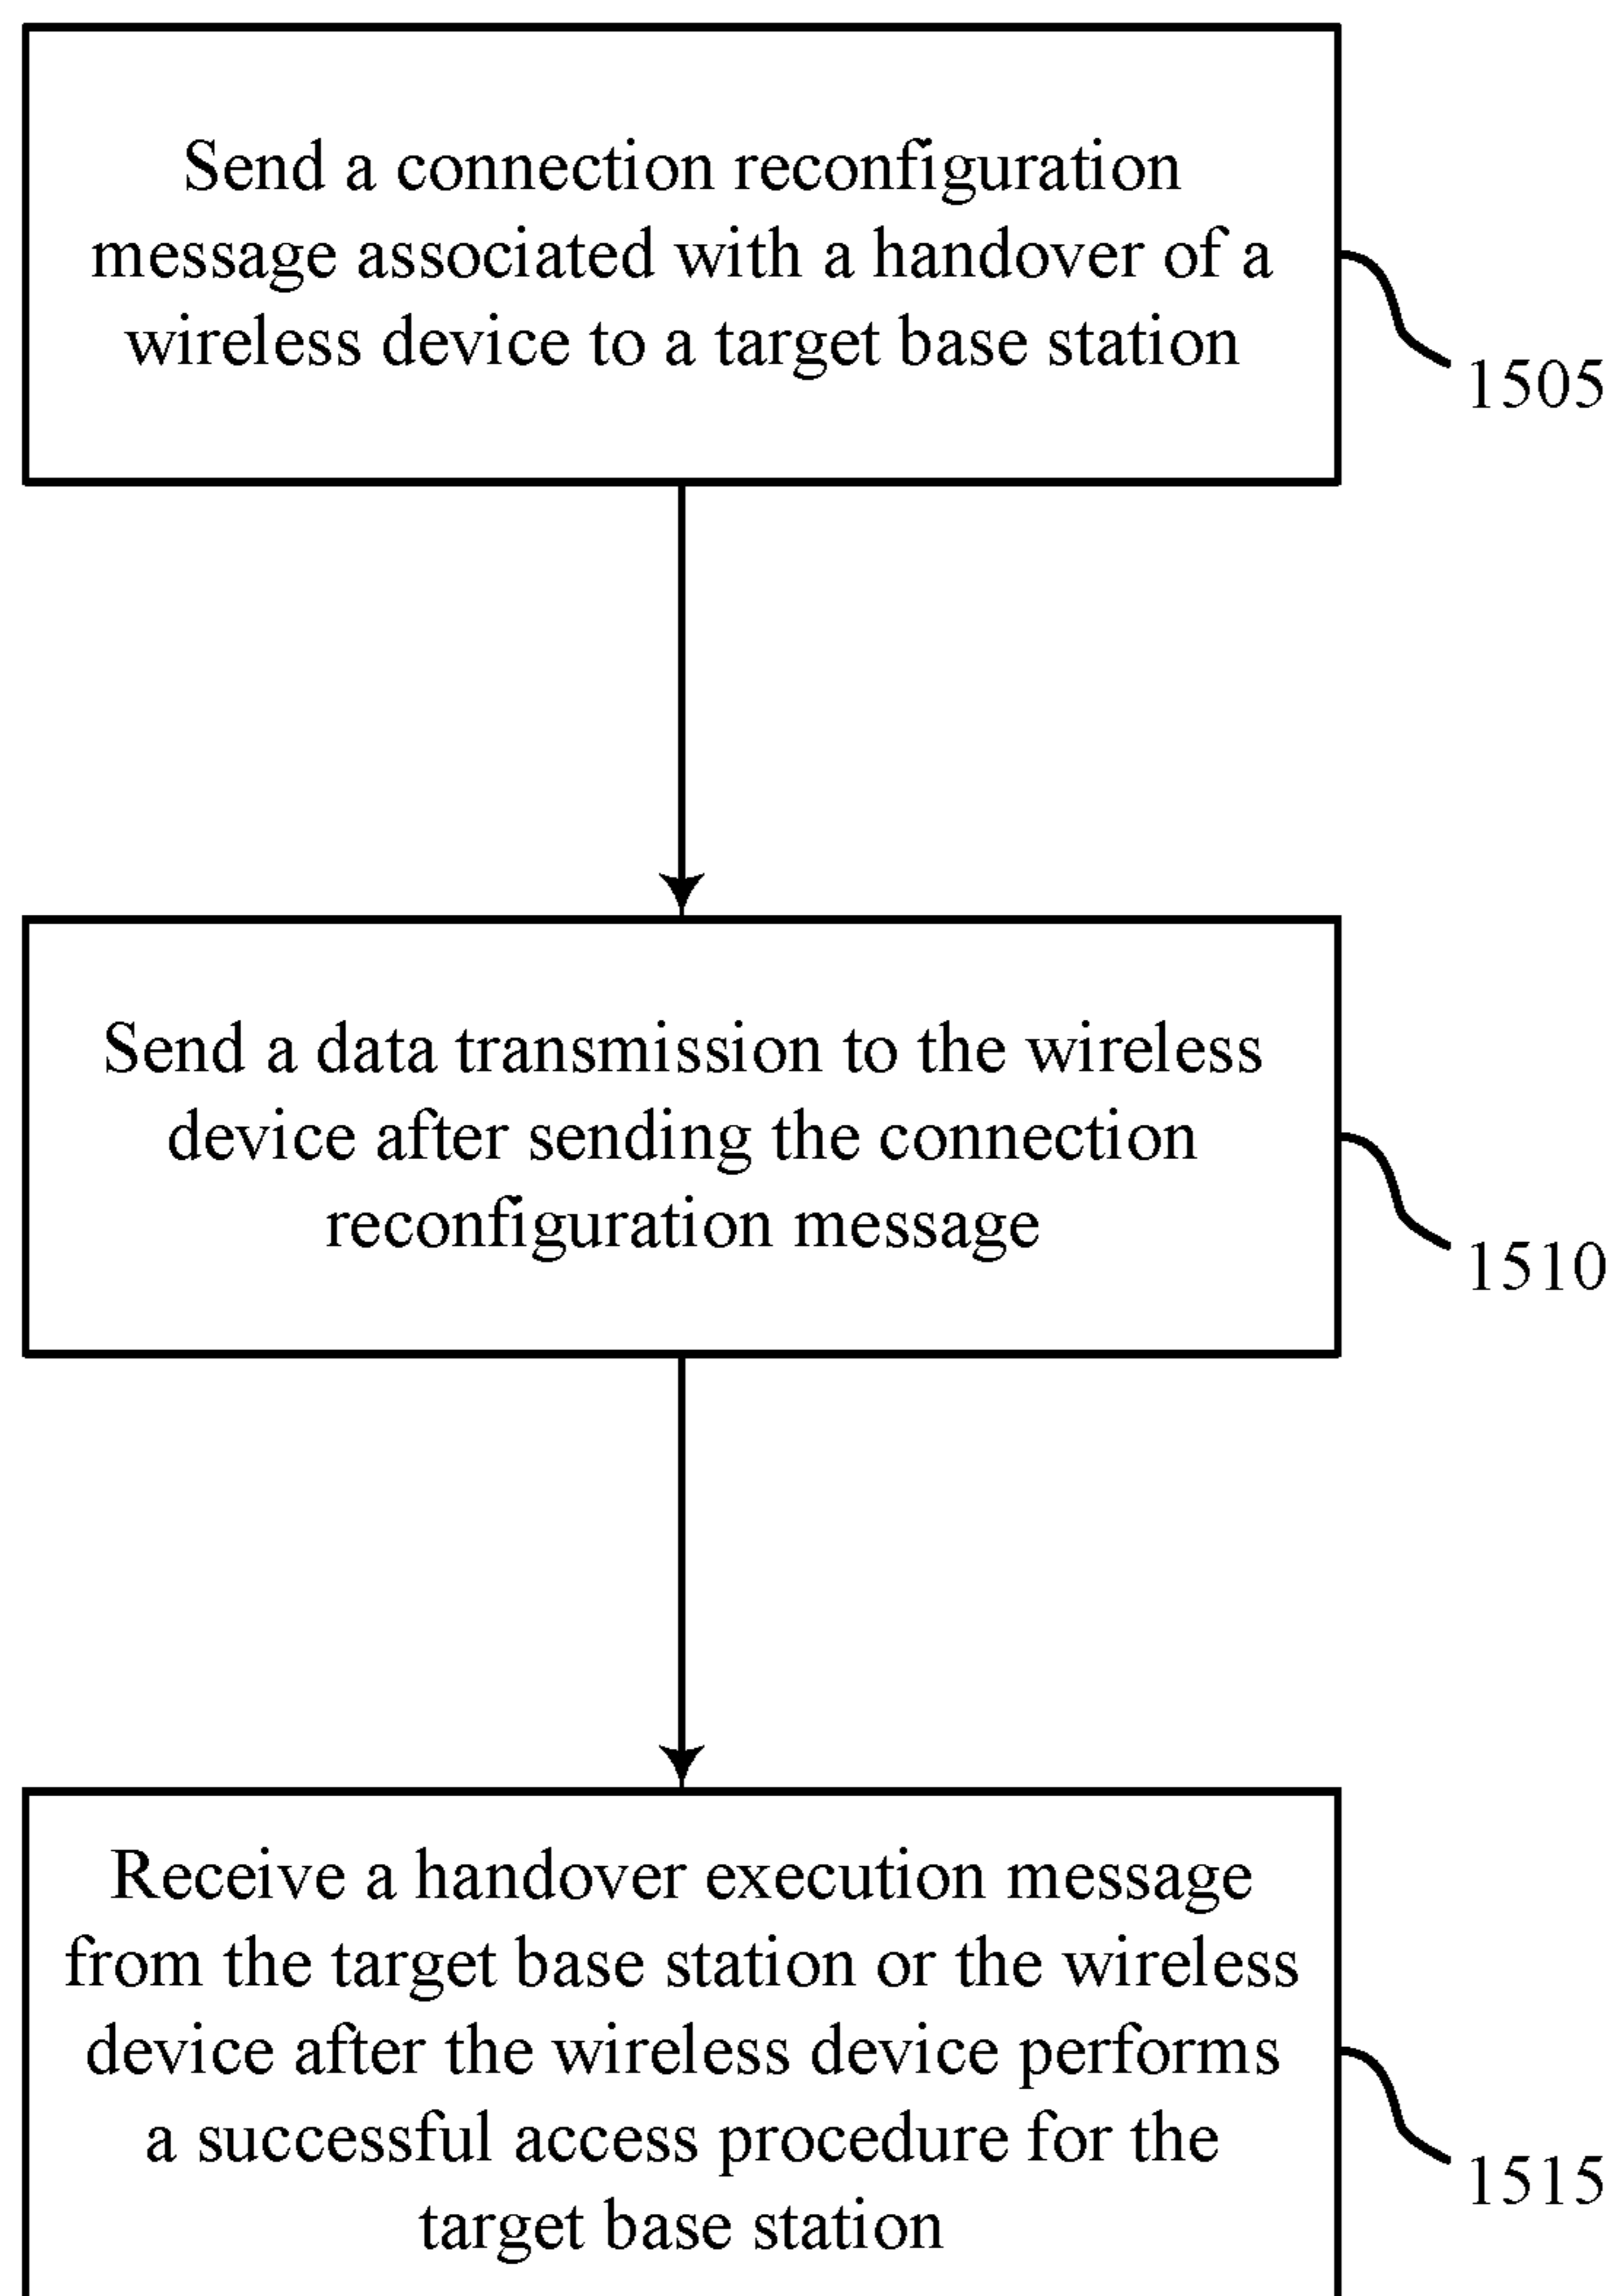 Send a connection reconfiguration
message associated with a handover of a
wireless device to a target base station
1505
Send a data transmission to the wireless
device after sending the connection
reconfiguration message
1510
Receive a handover execution message
from the target base station or the wireless
device after the wireless device performs
a successful access procedure for the
target base station
1515